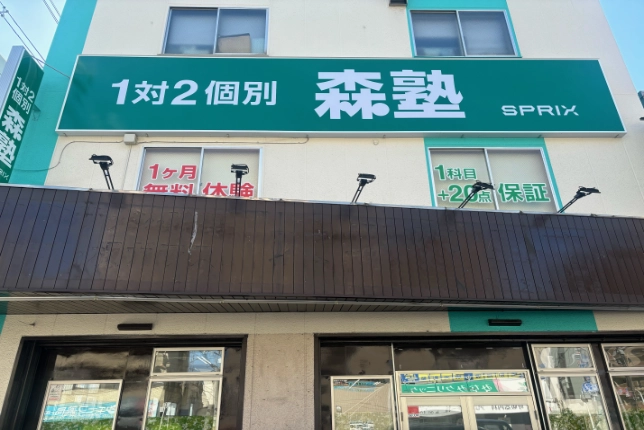 1対2個別 森塾 SPRIX
1対2個別
森塾
1ヶ月
無料体験
1科目
+20点 保証